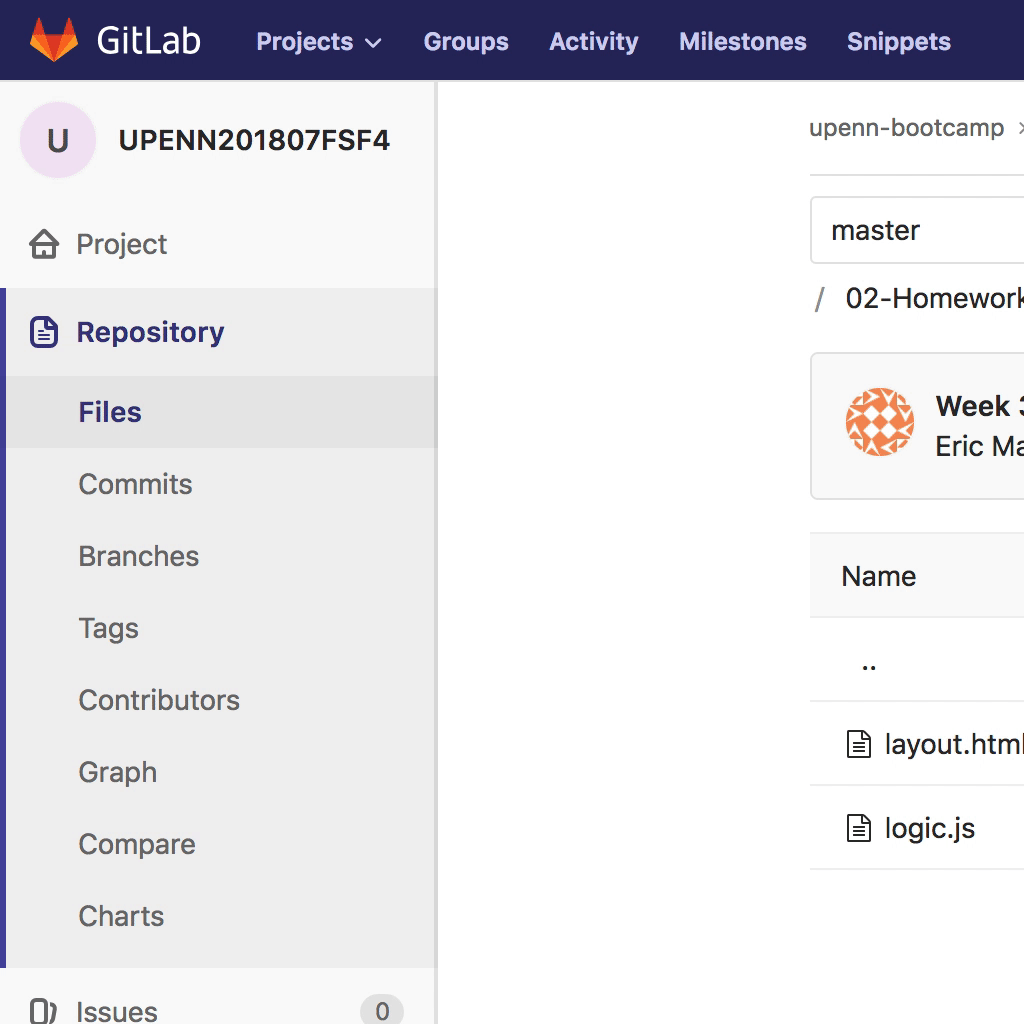 GitLab Projects Groups Activity Milestones Snippets
U UPENN201807FSF4
Project
Repository
Files
Commits
Branches
Tags
Contributors
Graph
Compare
Charts
Issues 0
upenn-bootcamp >
master
/ 02-Homework
Week 3
Eric Ma
Name
..
layout.html
logic.js